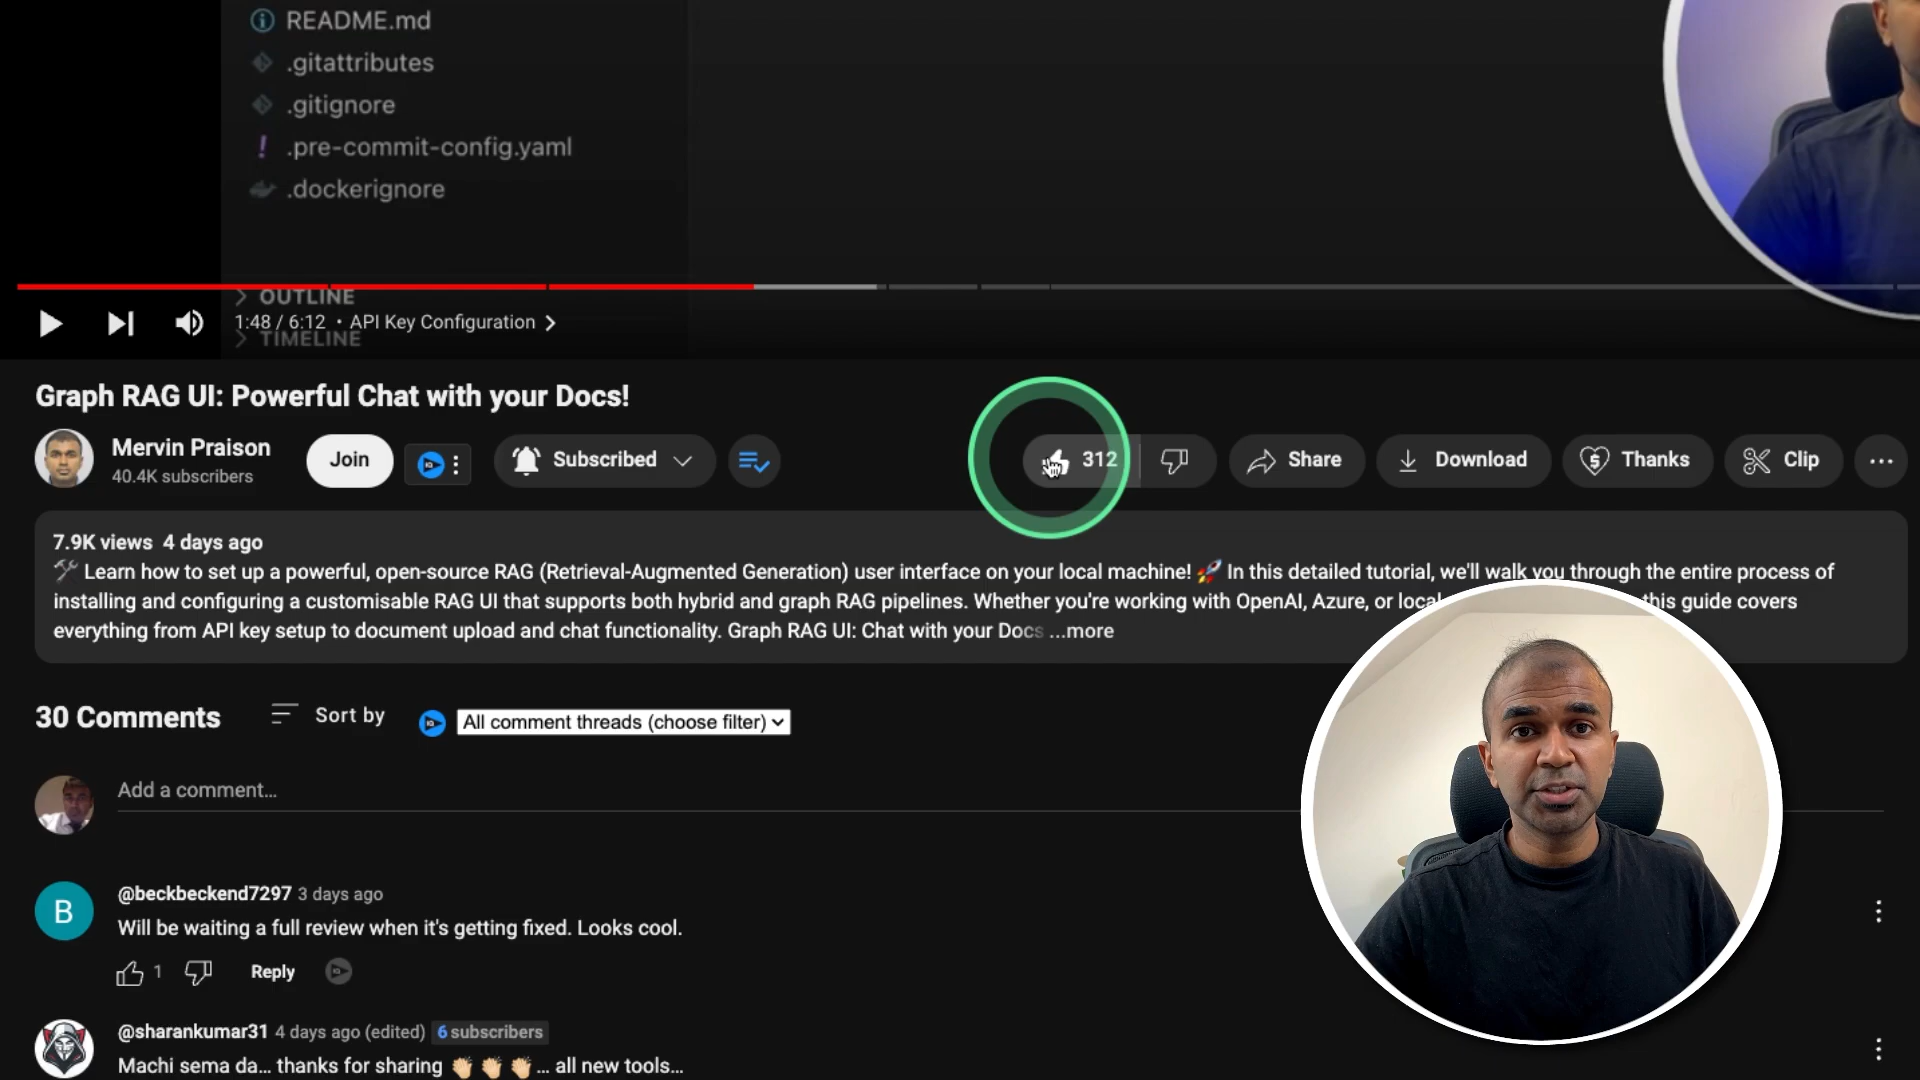 README.md
.gitattributes
.gitignore
! .pre-commit-config.yaml
.dockerignore
OUTLINE
1:48 / 6:12 • API Key Configuration
TIMELINE
Graph RAG UI: Powerful Chat with your Docs!
Mervin Praison
40.4K subscribers
Join
Subscribed
312
Share
Download
Thanks
Clip
7.9K views 4 days ago
🛠️ Learn how to set up a powerful, open-source RAG (Retrieval-Augmented Generation) user interface on your local machine! 🚀 In this detailed tutorial, we'll walk you through the entire process of
installing and configuring a customisable RAG UI that supports both hybrid and graph RAG pipelines. Whether you're working with OpenAI, Azure, or local this guide covers
everything from API key setup to document upload and chat functionality. Graph RAG UI: Chat with your Docs ...more
30 Comments
Sort by
All comment threads (choose filter)
Add a comment...
B
@beckbeckend7297 3 days ago
Will be waiting a full review when it's getting fixed. Looks cool.
1
Reply
@sharankumar31 4 days ago (edited) 6 subscribers
Machi sema da... thanks for sharing 👏🏻 👏🏻 👏🏻... all new tools...